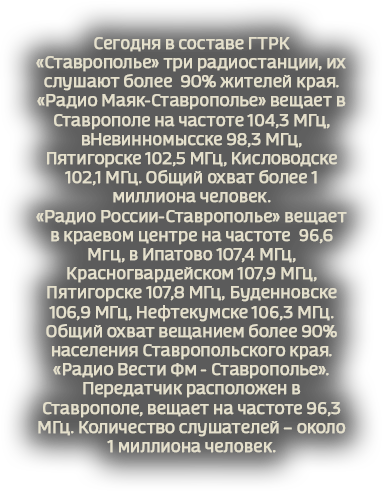 Сегодня в составе ГТРК
«Ставрополье» три радиостанции, их
слушают более 90% жителей края.
«Радио Маяк-Ставрополье» вещает в
Ставрополе на частоте 104,3 МГц,
вНевинномысске 98,3 МГц,
Пятигорске 102,5 МГц, Кисловодске
102,1 МГц. Общий охват более 1
миллиона человек.
«Радио России-Ставрополье» вещает
в краевом центре на частоте 96,6
Мгц, в Ипатово 107,4 МГц,
Красногвардейском 107,9 МГц,
Пятигорске 107,8 МГц, Буденновске
106,9 МГц, Нефтекумске 106,3 МГц.
Общий охват вещанием более 90%
населения Ставропольского края.
«Радио Вести Фм - Ставрополье».
Передатчик расположен в
Ставрополе, вещает на частоте 96,3
МГц. Количество слушателей – около
1 миллиона человек.